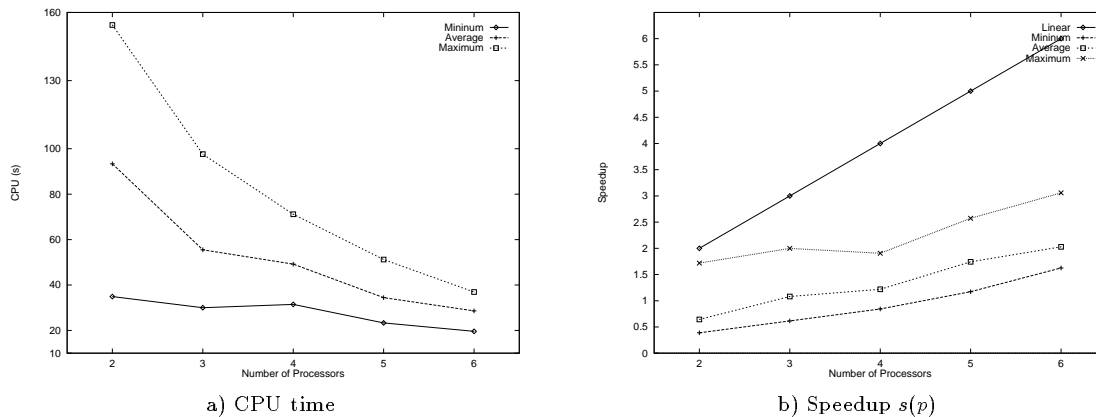 160
130
100
80
60
40
20
10
CPU (s)
2
3
4
5
6
Number of Processors
Mininum
Average
Maximum
a) CPU time
6
5.5
5
4.5
4
3.5
3
2.5
2
1.5
1
0.5
0
Speedup
2
3
4
5
6
Number of Processors
Linear
Mininum
Average
Maximum
b) Speedup s(p)